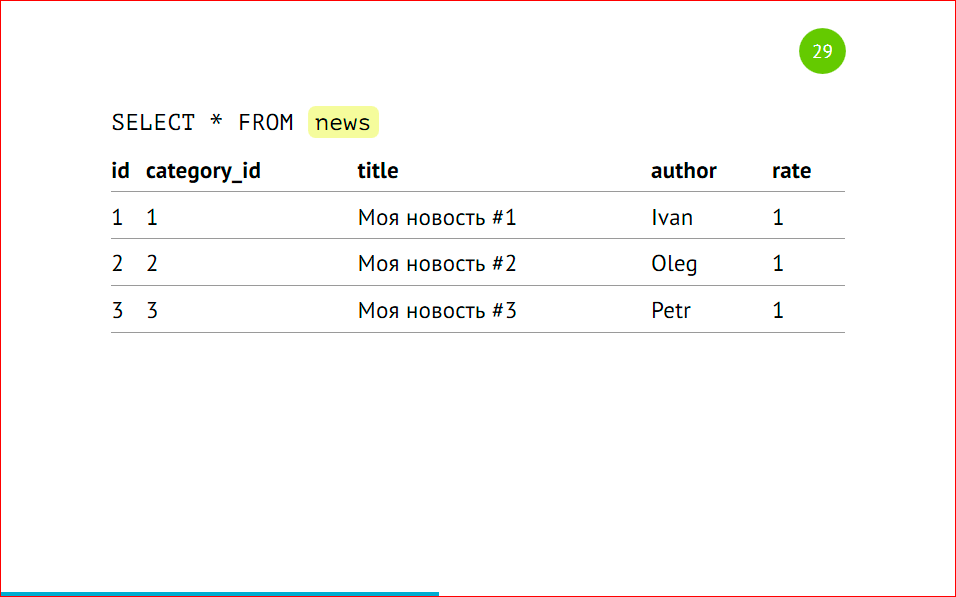 29
SELECT * FROM news
id category_id title author rate
1 1 Моя новость #1 Ivan 1
2 2 Моя новость #2 Oleg 1
3 3 Моя новость #3 Petr 1